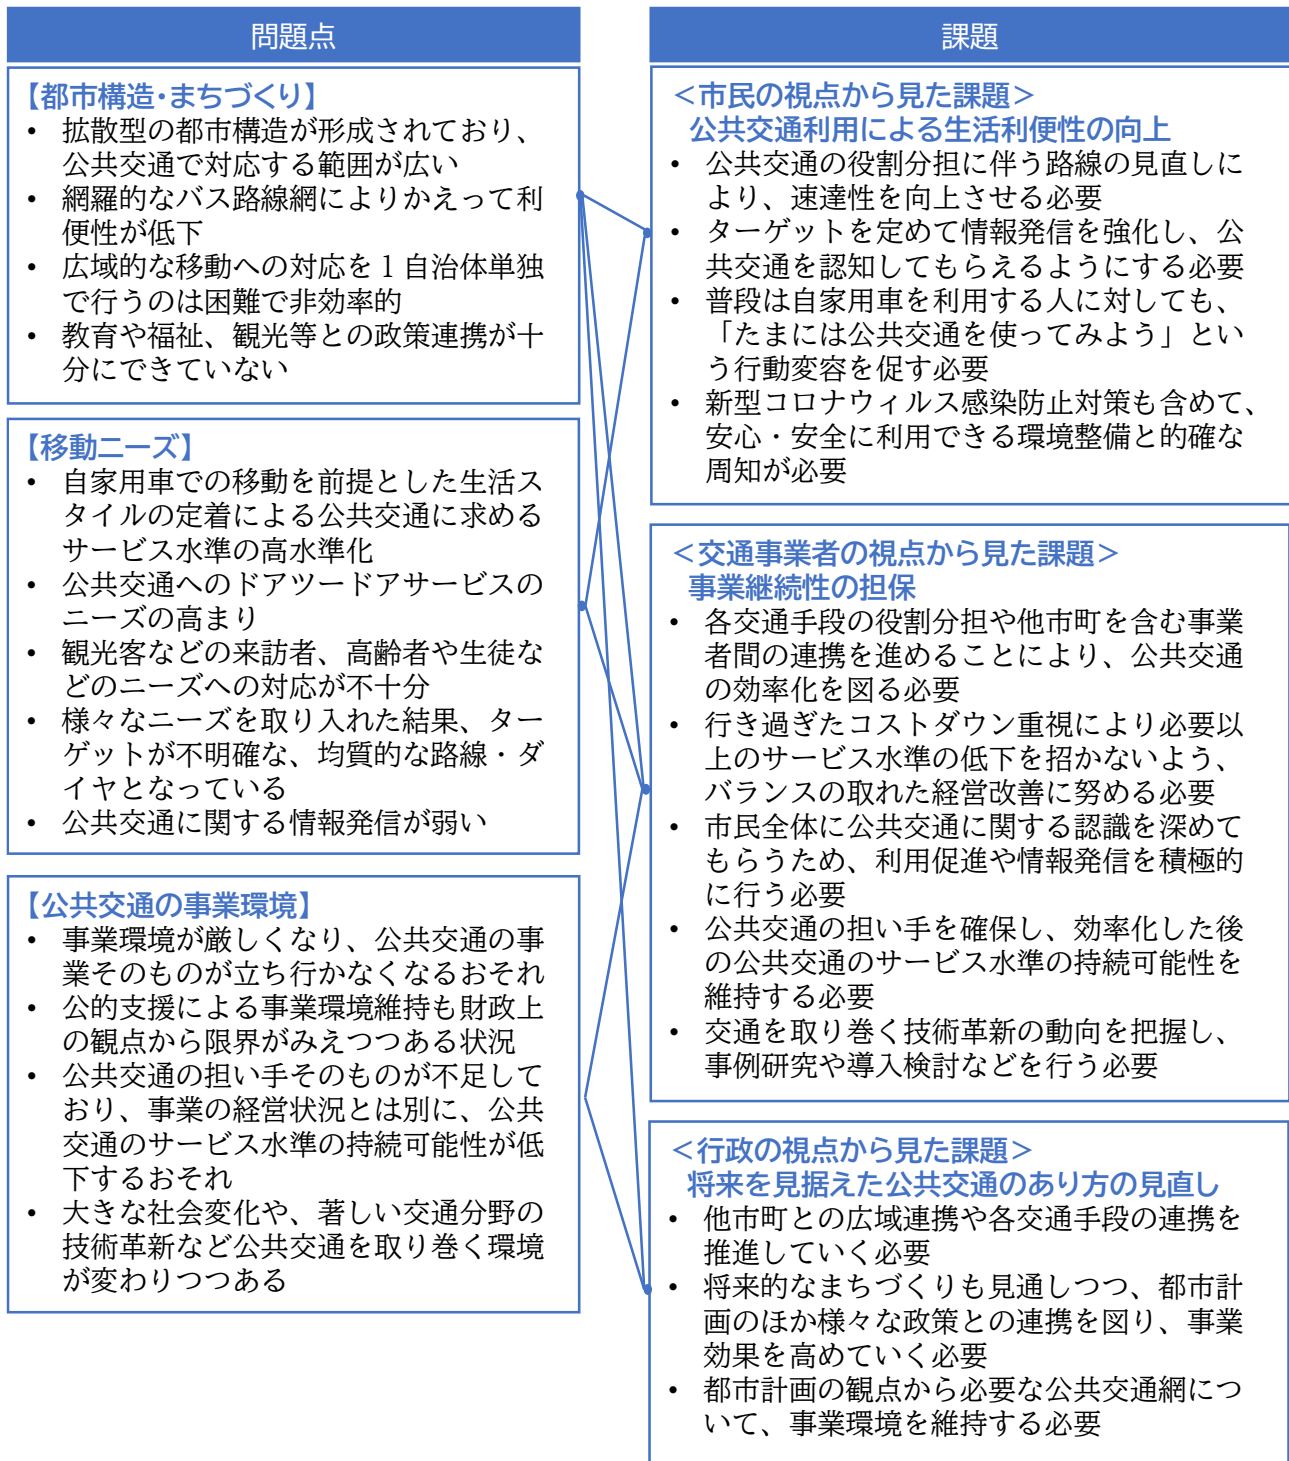 問題点
【都市構造・まちづくり】
• 拡散型の都市構造が形成されており、
公共交通で対応する範囲が広い
• 網羅的なバス路線網によりかえって利
便性が低下
• 広域的な移動への対応を１自治体単独
で行うのは困難で非効率的
• 教育や福祉、観光等との政策連携が十
分にできていない
【移動ニーズ】
• 自家用車での移動を前提とした生活ス
タイルの定着による公共交通に求める
サービス水準の高水準化
• 公共交通へのドアツードアサービスの
ニーズの高まり
• 観光客などの来訪者、高齢者や生徒な
どのニーズへの対応が不十分
• 様々なニーズを取り入れた結果、ター
ゲットが不明確な、均質的な路線・ダ
イヤとなっている
• 公共交通に関する情報発信が弱い
【公共交通の事業環境】
• 事業環境が厳しくなり、公共交通の事
業そのものが立ち行かなくなるおそれ
• 公的支援による事業環境維持も財政上
の観点から限界がみえつつある状況
• 公共交通の担い手そのものが不足して
おり、事業の経営状況とは別に、公共
交通のサービス水準の持続可能性が低
下するおそれ
• 大きな社会変化や、著しい交通分野の
技術革新など公共交通を取り巻く環境
が変わりつつある
課題
＜市民の視点から見た課題＞
公共交通利用による生活利便性の向上
• 公共交通の役割分担に伴う路線の見直しに
より、速達性を向上させる必要
• ターゲットを定めて情報発信を強化し、公
共交通を認知してもらえるようにする必要
• 普段は自家用車を利用する人に対しても、
「たまには公共交通を使ってみよう」とい
う行動変容を促す必要
• 新型コロナウィルス感染防止対策も含めて、
安心・安全に利用できる環境整備と的確な
周知が必要
＜交通事業者の視点から見た課題＞
事業継続性の担保
• 各交通手段の役割分担や他市町を含む事業
者間の連携を進めることにより、公共交通
の効率化を図る必要
• 行き過ぎたコストダウン重視により必要以
上のサービス水準の低下を招かないよう、
バランスの取れた経営改善に努める必要
• 市民全体に公共交通に関する認識を深めて
もらうため、利用促進や情報発信を積極的
に行う必要
• 公共交通の担い手を確保し、効率化した後
の公共交通のサービス水準の持続可能性を
維持する必要
• 交通を取り巻く技術革新の動向を把握し、
事例研究や導入検討などを行う必要
＜行政の視点から見た課題＞
将来を見据えた公共交通のあり方の見直し
• 他市町との広域連携や各交通手段の連携を
推進していく必要
• 将来的なまちづくりも見通しつつ、都市計
画のほか様々な政策との連携を図り、事業
効果を高めていく必要
• 都市計画の観点から必要な公共交通網につ
いて、事業環境を維持する必要